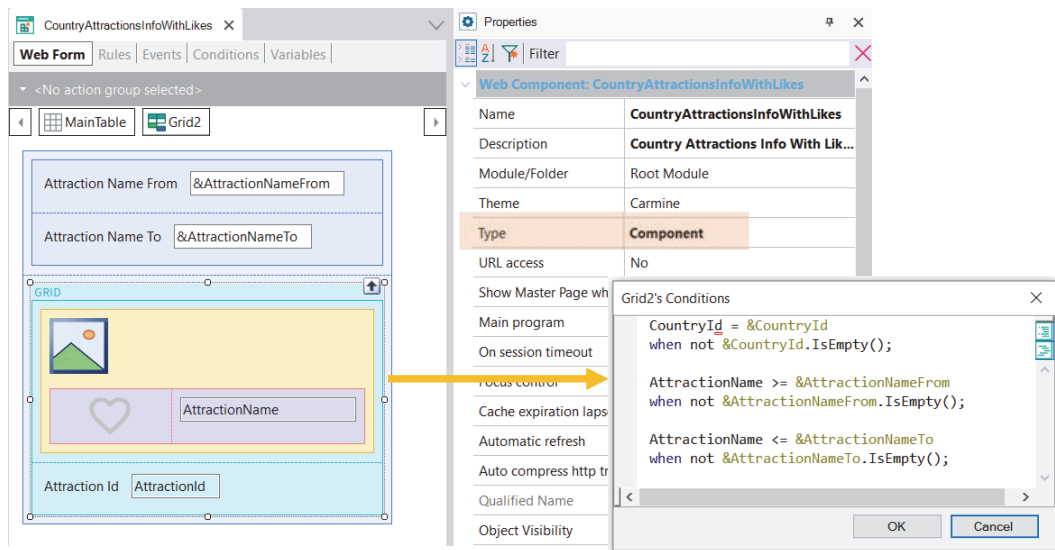 CountryAttractionsInfoWithLikes
Web Form Rules Events Conditions Variables
<No action group selected>
MainTable Grid2
Attraction Name From &AttractionNameFrom
Attraction Name To &AttractionNameTo
GRID
AttractionName
Attraction Id AttractionId
Properties
Filter
Web Component: CountryAttractionsInfoWithLikes
Name CountryAttractionsInfoWithLikes
Description Country Attractions Info With Lik...
Module/Folder Root Module
Theme Carmine
Type Component
URL access No
Show Master Page wh
Main program
On session timeout
Focus control
Cache expiration laps
Automatic refresh
Auto compress http tr
Qualified Name
Object Visibility
Grid2's Conditions
CountryId = &CountryId
when not &CountryId.IsEmpty();
AttractionName >= &AttractionNameFrom
when not &AttractionNameFrom.IsEmpty();
AttractionName <= &AttractionNameTo
when not &AttractionNameTo.IsEmpty();
OK Cancel